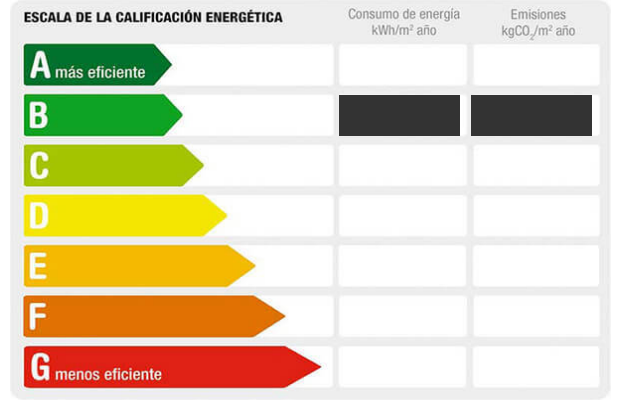 ESCALA DE LA CALIFICACIÓN ENERGÉTICA
Consumo de energía
kWh/m² año
Emisiones
kgCO₂/m² año
A más eficiente
B
C
D
E
F
G menos eficiente